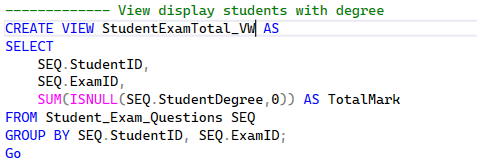 ------------- View display students with degree
CREATE VIEW StudentExamTotal_VW AS
SELECT
SEQ.StudentID,
SEQ.ExamID,
SUM(ISNULL(SEQ.StudentDegree,0)) AS TotalMark
FROM Student_Exam_Questions SEQ
GROUP BY SEQ.StudentID, SEQ.ExamID;
Go